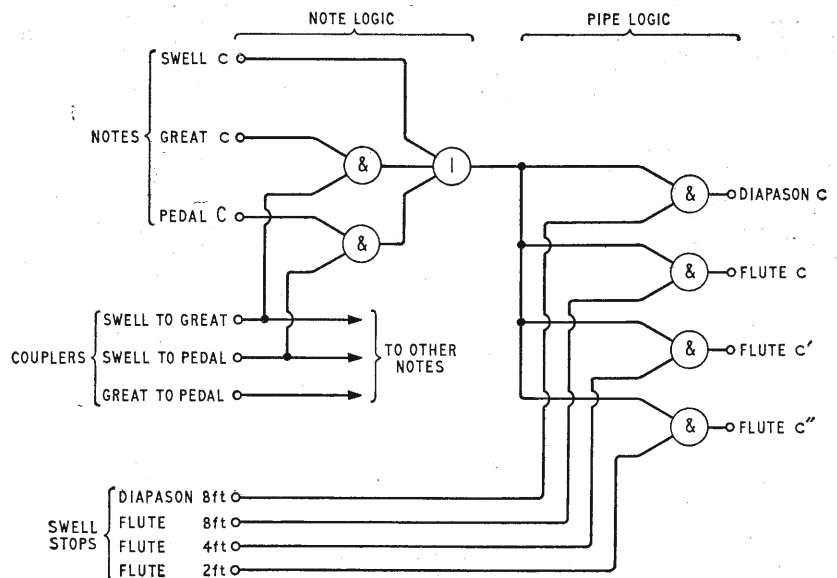 NOTE LOGIC
PIPE LOGIC
NOTES
SWELL C
GREAT C
PEDAL C
&
&
1
&
&
&
&
DIAPASON C
FLUTE C
FLUTE C′
FLUTE C″
COUPLERS
SWELL TO GREAT
SWELL TO PEDAL
GREAT TO PEDAL
TO OTHER
NOTES
SWELL
STOPS
DIAPASON 8ft
FLUTE 8ft
FLUTE 4ft
FLUTE 2ft